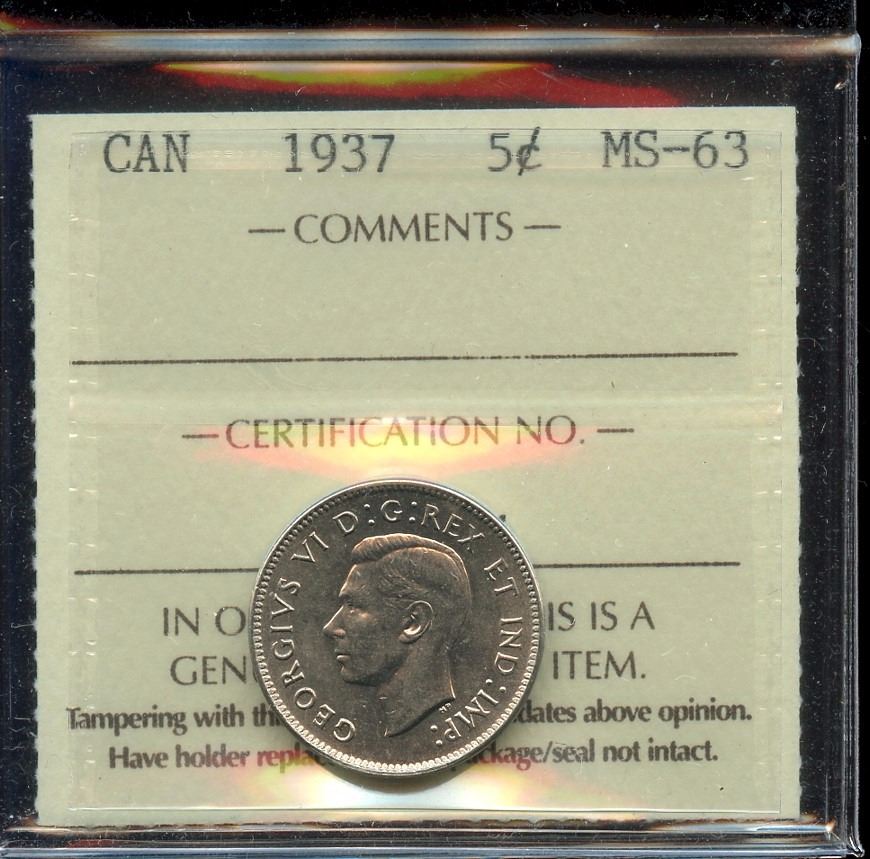 CAN 1937 5¢ MS-63
— COMMENTS —
— CERTIFICATION NO. —
GEORGIVS VI D:G:REX ET IND:IMP:
IN O IS IS A
GEN ITEM.
Tampering with th dates above opinion.
Have holder repla ckage/seal not intact.